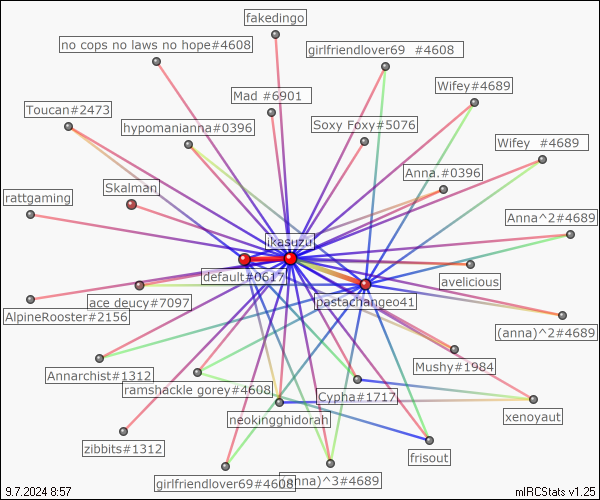 fakedingo
no cops no laws no hope#4608
girlfriendlover69 #4608
Wifey#4689
Mad #6901
Toucan#2473
hypomanianna#0396
Soxy Foxy#5076
Wifey #4689
Anna.#0396
Skalman
rattgaming
Anna^2#4689
ikasuzu
default#0617
avelicious
pastachangeo41
ace deucy#7097
AlpineRooster#2156
(anna)^2#4689
Mushy#1984
Annarchist#1312
ramshackle gorey#4608
Cypha#1717
neokingghidorah
xenoyaut
zibbits#1312
frisout
girlfriendlover69#4608
nna)^3#4689
9.7.2024 8:57
mIRCStats v1.25